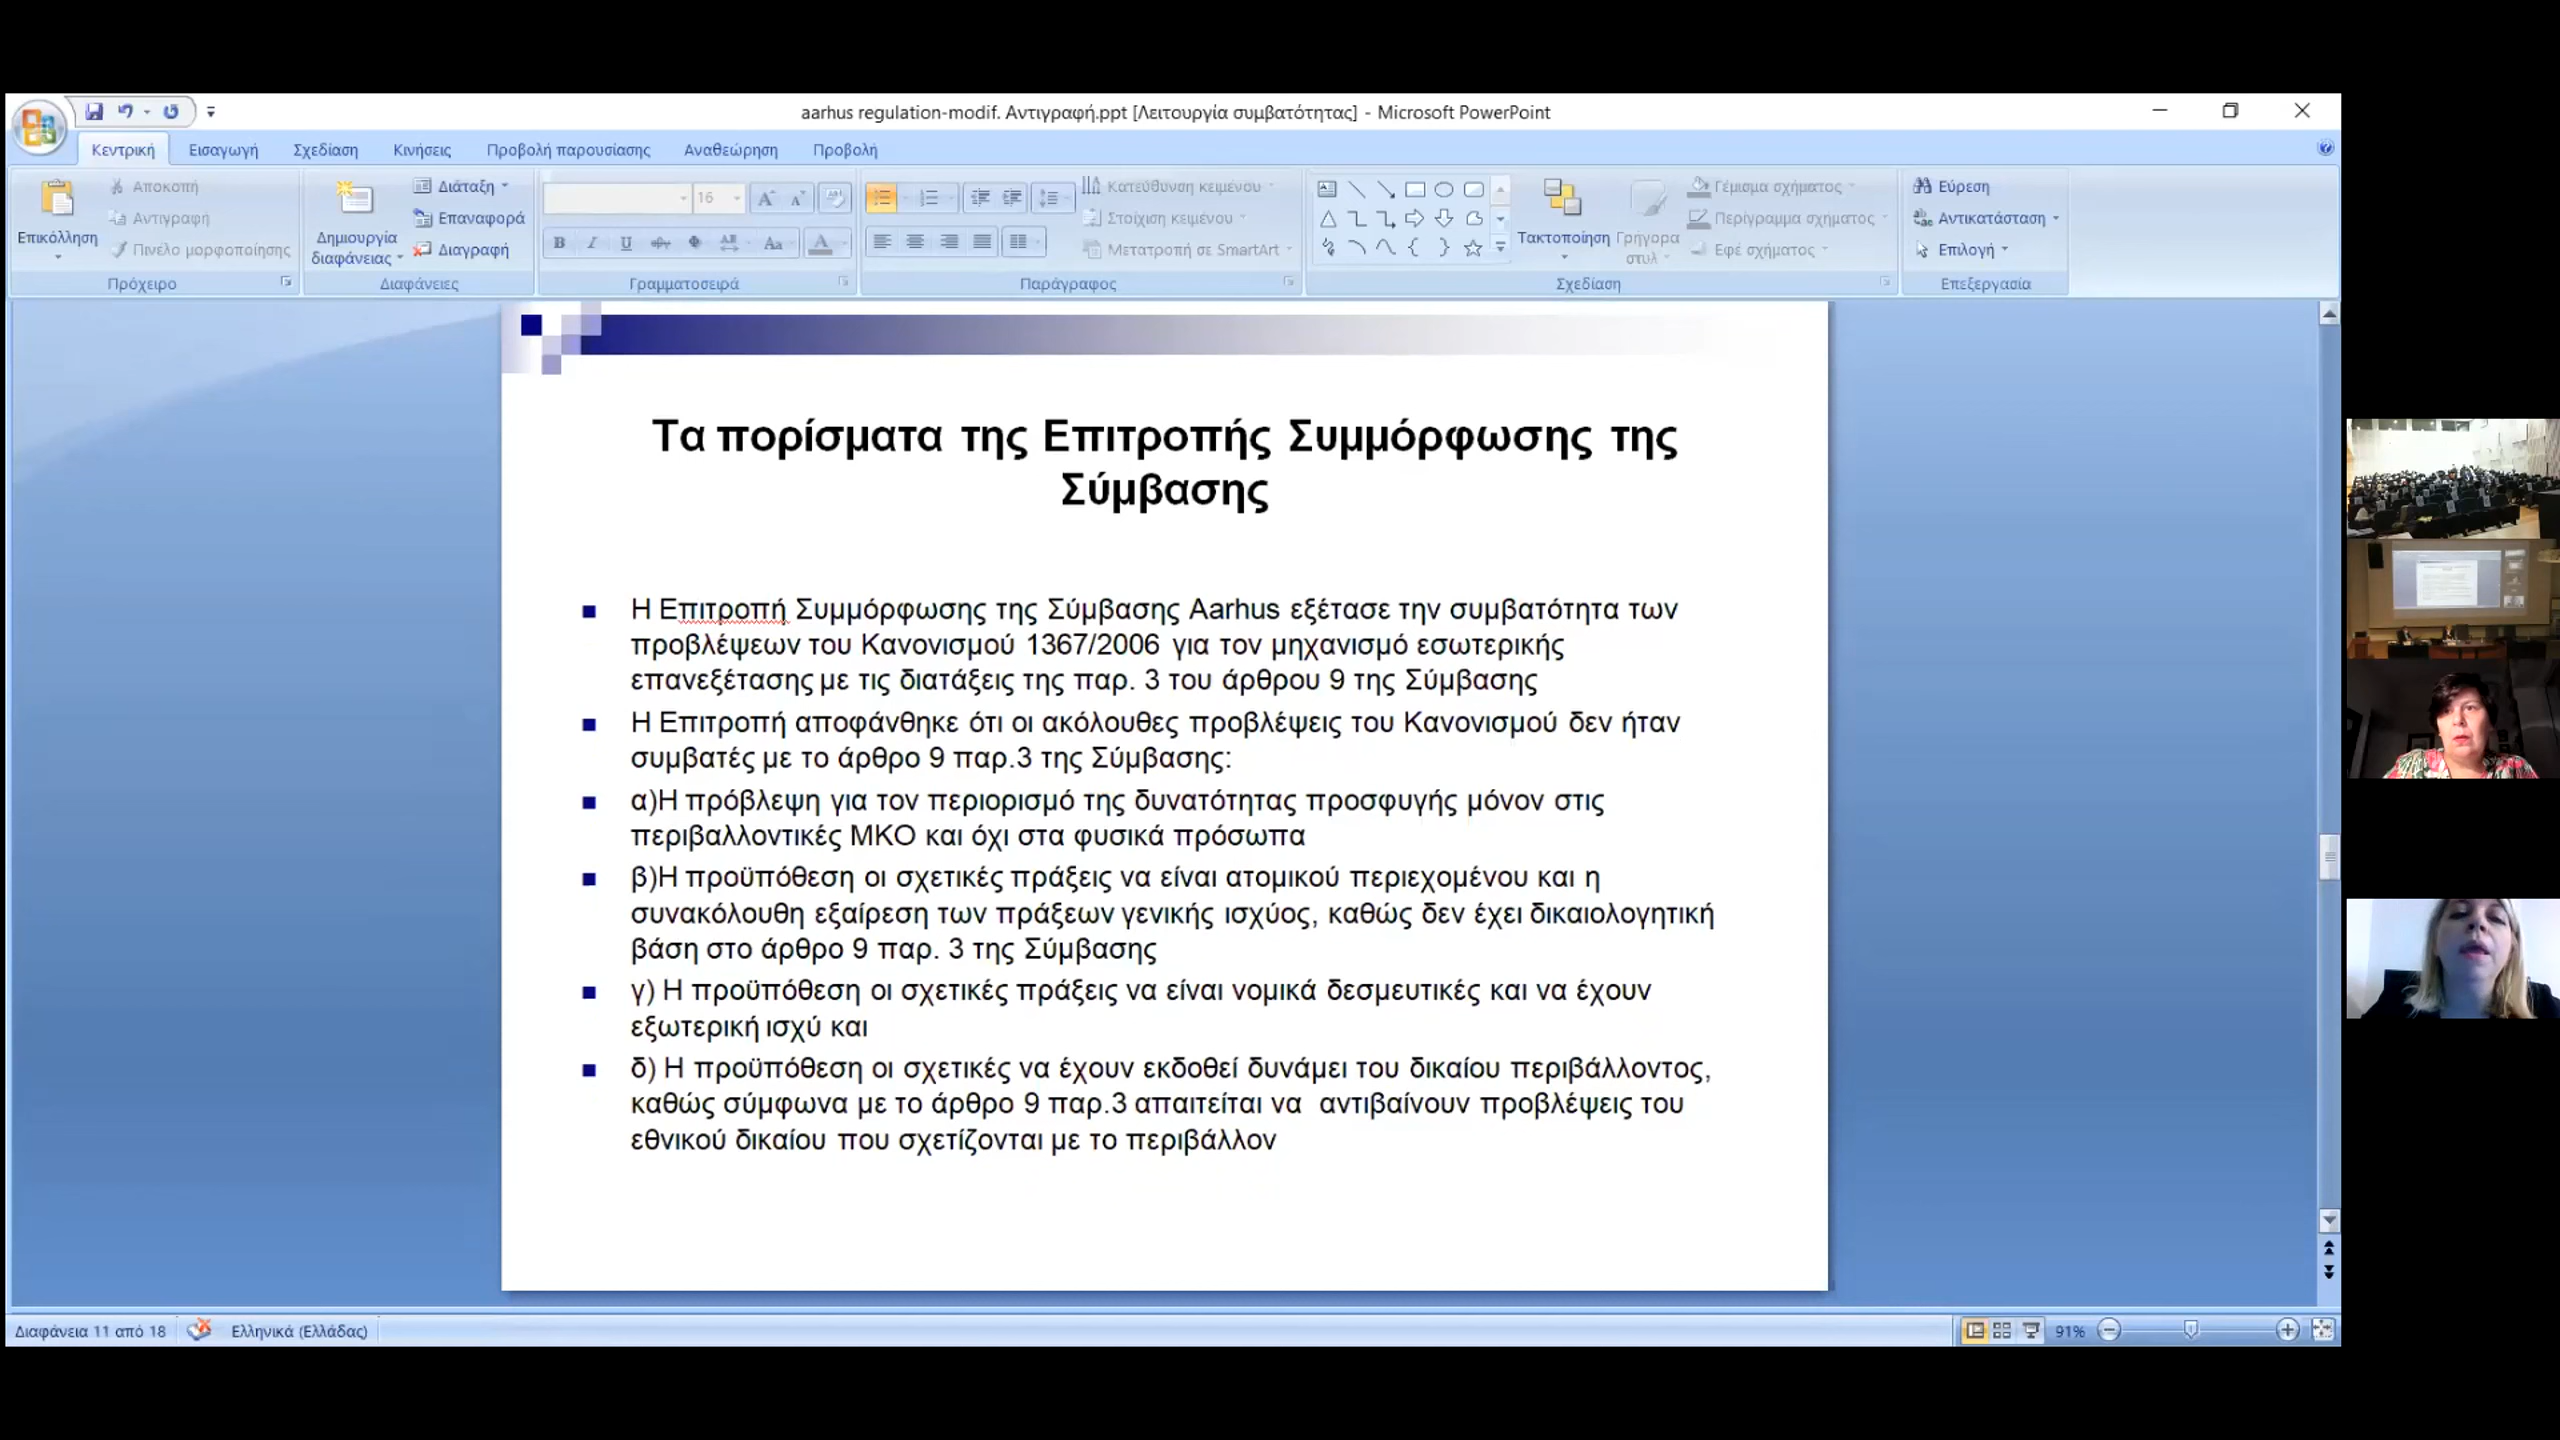 aarhus regulation-modif. Αντιγραφή.ppt [Λειτουργία συμβατότητας] - Microsoft PowerPoint
Κεντρική Εισαγωγή Σχεδίαση Κινήσεις Προβολή παρουσίασης Αναθεώρηση Προβολή
Επικόλληση
Αποκοπή
Αντιγραφή
Πινέλο μορφοποίησης
Πρόχειρο
Δημιουργία
διαφάνειας
Διάταξη
Επαναφορά
Διαγραφή
Διαφάνειες
16
Γραμματοσειρά
Κατεύθυνση κειμένου
Στοίχιση κειμένου
Μετατροπή σε SmartArt
Παράγραφος
Τακτοποίηση
Γρήγορα
στυλ
Γέμισμα σχήματος
Περίγραμμα σχήματος
Εφέ σχήματος
Σχεδίαση
Εύρεση
Αντικατάσταση
Επιλογή
Επεξεργασία
Τα πορίσματα της Επιτροπής Συμμόρφωσης της
Σύμβασης
Η Επιτροπή Συμμόρφωσης της Σύμβασης Aarhus εξέτασε την συμβατότητα των
προβλέψεων του Κανονισμού 1367/2006 για τον μηχανισμό εσωτερικής
επανεξέτασης με τις διατάξεις της παρ. 3 του άρθρου 9 της Σύμβασης
Η Επιτροπή αποφάνθηκε ότι οι ακόλουθες προβλέψεις του Κανονισμού δεν ήταν
συμβατές με το άρθρο 9 παρ.3 της Σύμβασης:
α)Η πρόβλεψη για τον περιορισμό της δυνατότητας προσφυγής μόνον στις
περιβαλλοντικές ΜΚΟ και όχι στα φυσικά πρόσωπα
β)Η προϋπόθεση οι σχετικές πράξεις να είναι ατομικού περιεχομένου και η
συνακόλουθη εξαίρεση των πράξεων γενικής ισχύος, καθώς δεν έχει δικαιολογητική
βάση στο άρθρο 9 παρ. 3 της Σύμβασης
γ) Η προϋπόθεση οι σχετικές πράξεις να είναι νομικά δεσμευτικές και να έχουν
εξωτερική ισχύ και
δ) Η προϋπόθεση οι σχετικές να έχουν εκδοθεί δυνάμει του δικαίου περιβάλλοντος,
καθώς σύμφωνα με το άρθρο 9 παρ.3 απαιτείται να αντιβαίνουν προβλέψεις του
εθνικού δικαίου που σχετίζονται με το περιβάλλον
Διαφάνεια 11 από 18 Ελληνικά (Ελλάδας) 91%